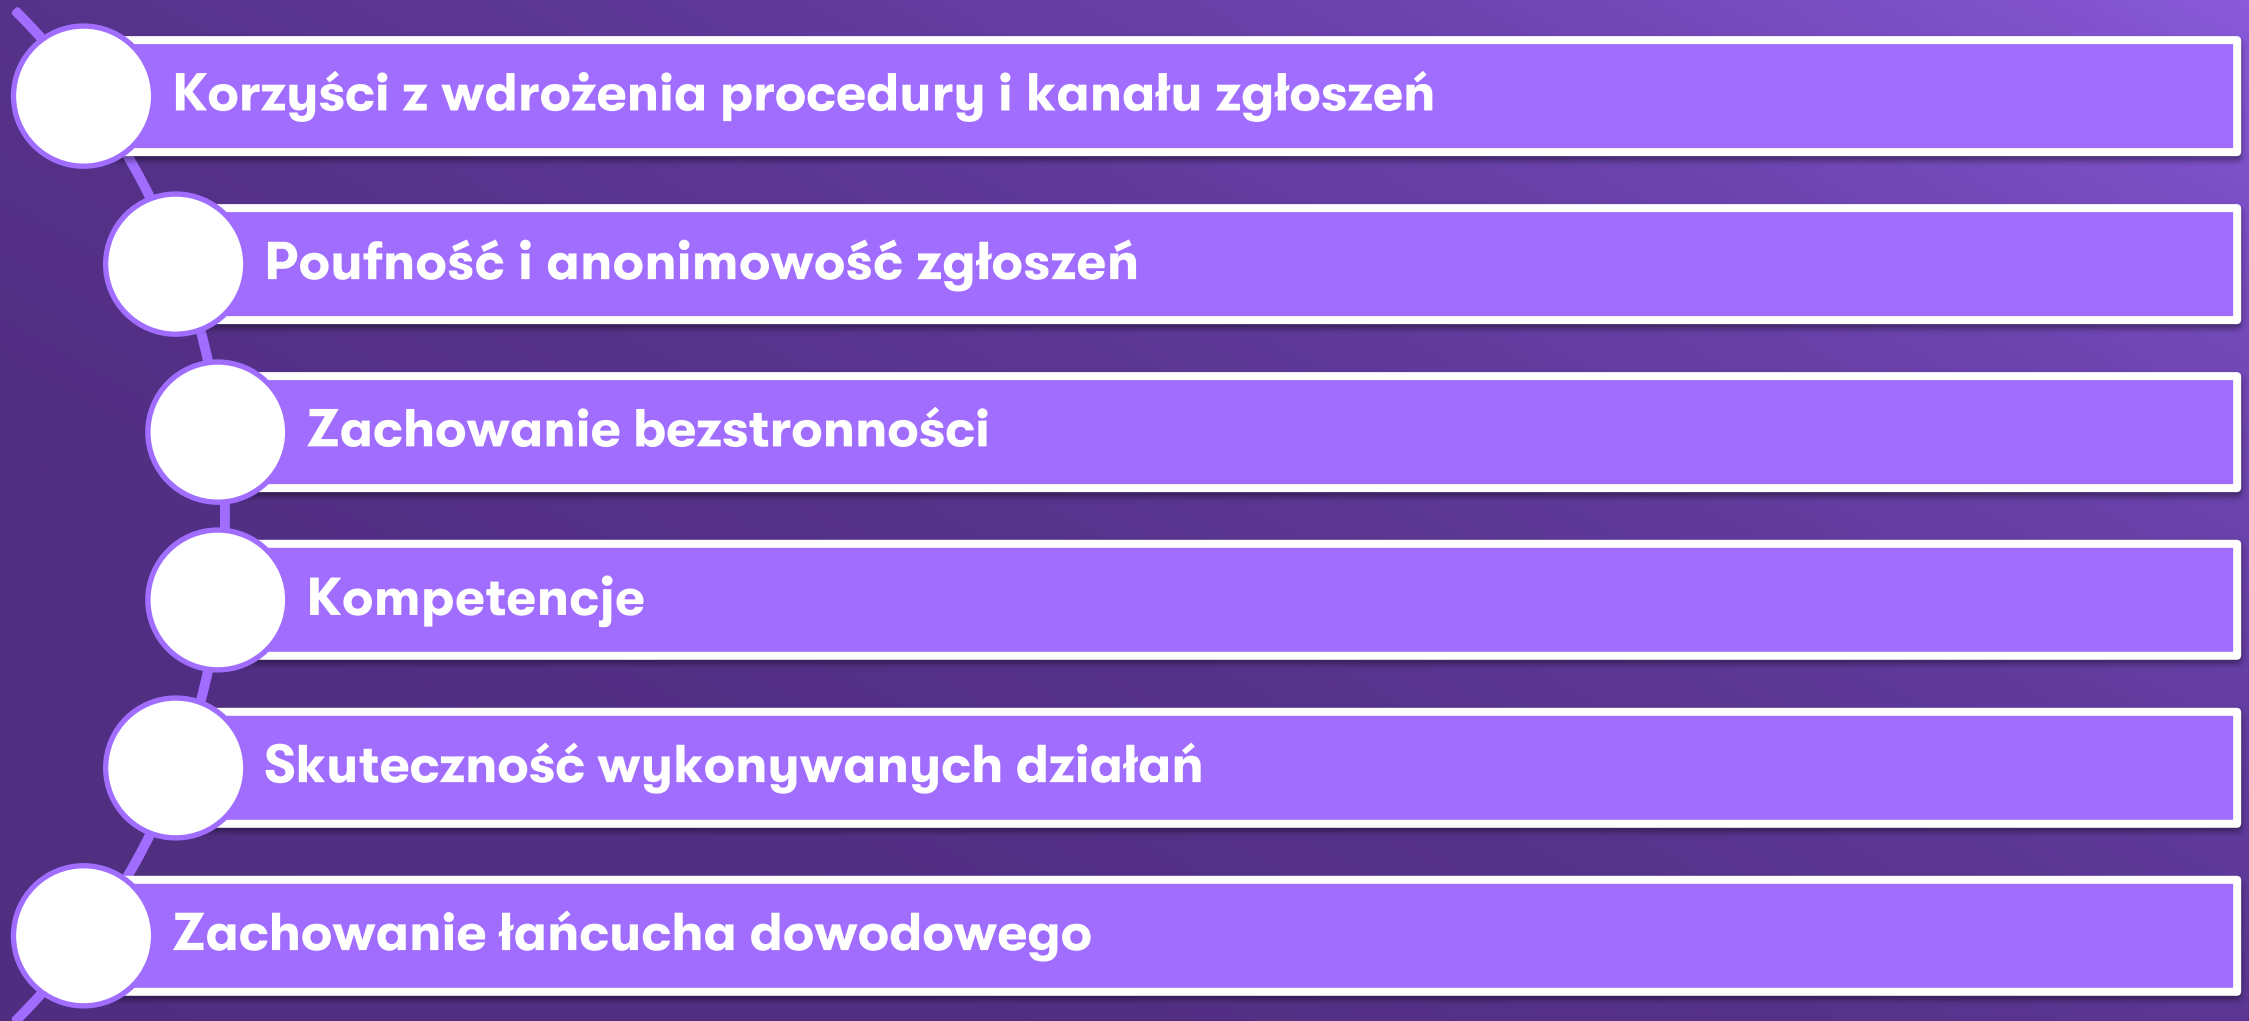 Korzyści z wdrożenia procedury i kanału zgłoszeń
Poufność i anonimowość zgłoszeń
Zachowanie bezstronności
Kompetencje
Skuteczność wykonywanych działań
Zachowanie łańcucha dowodowego